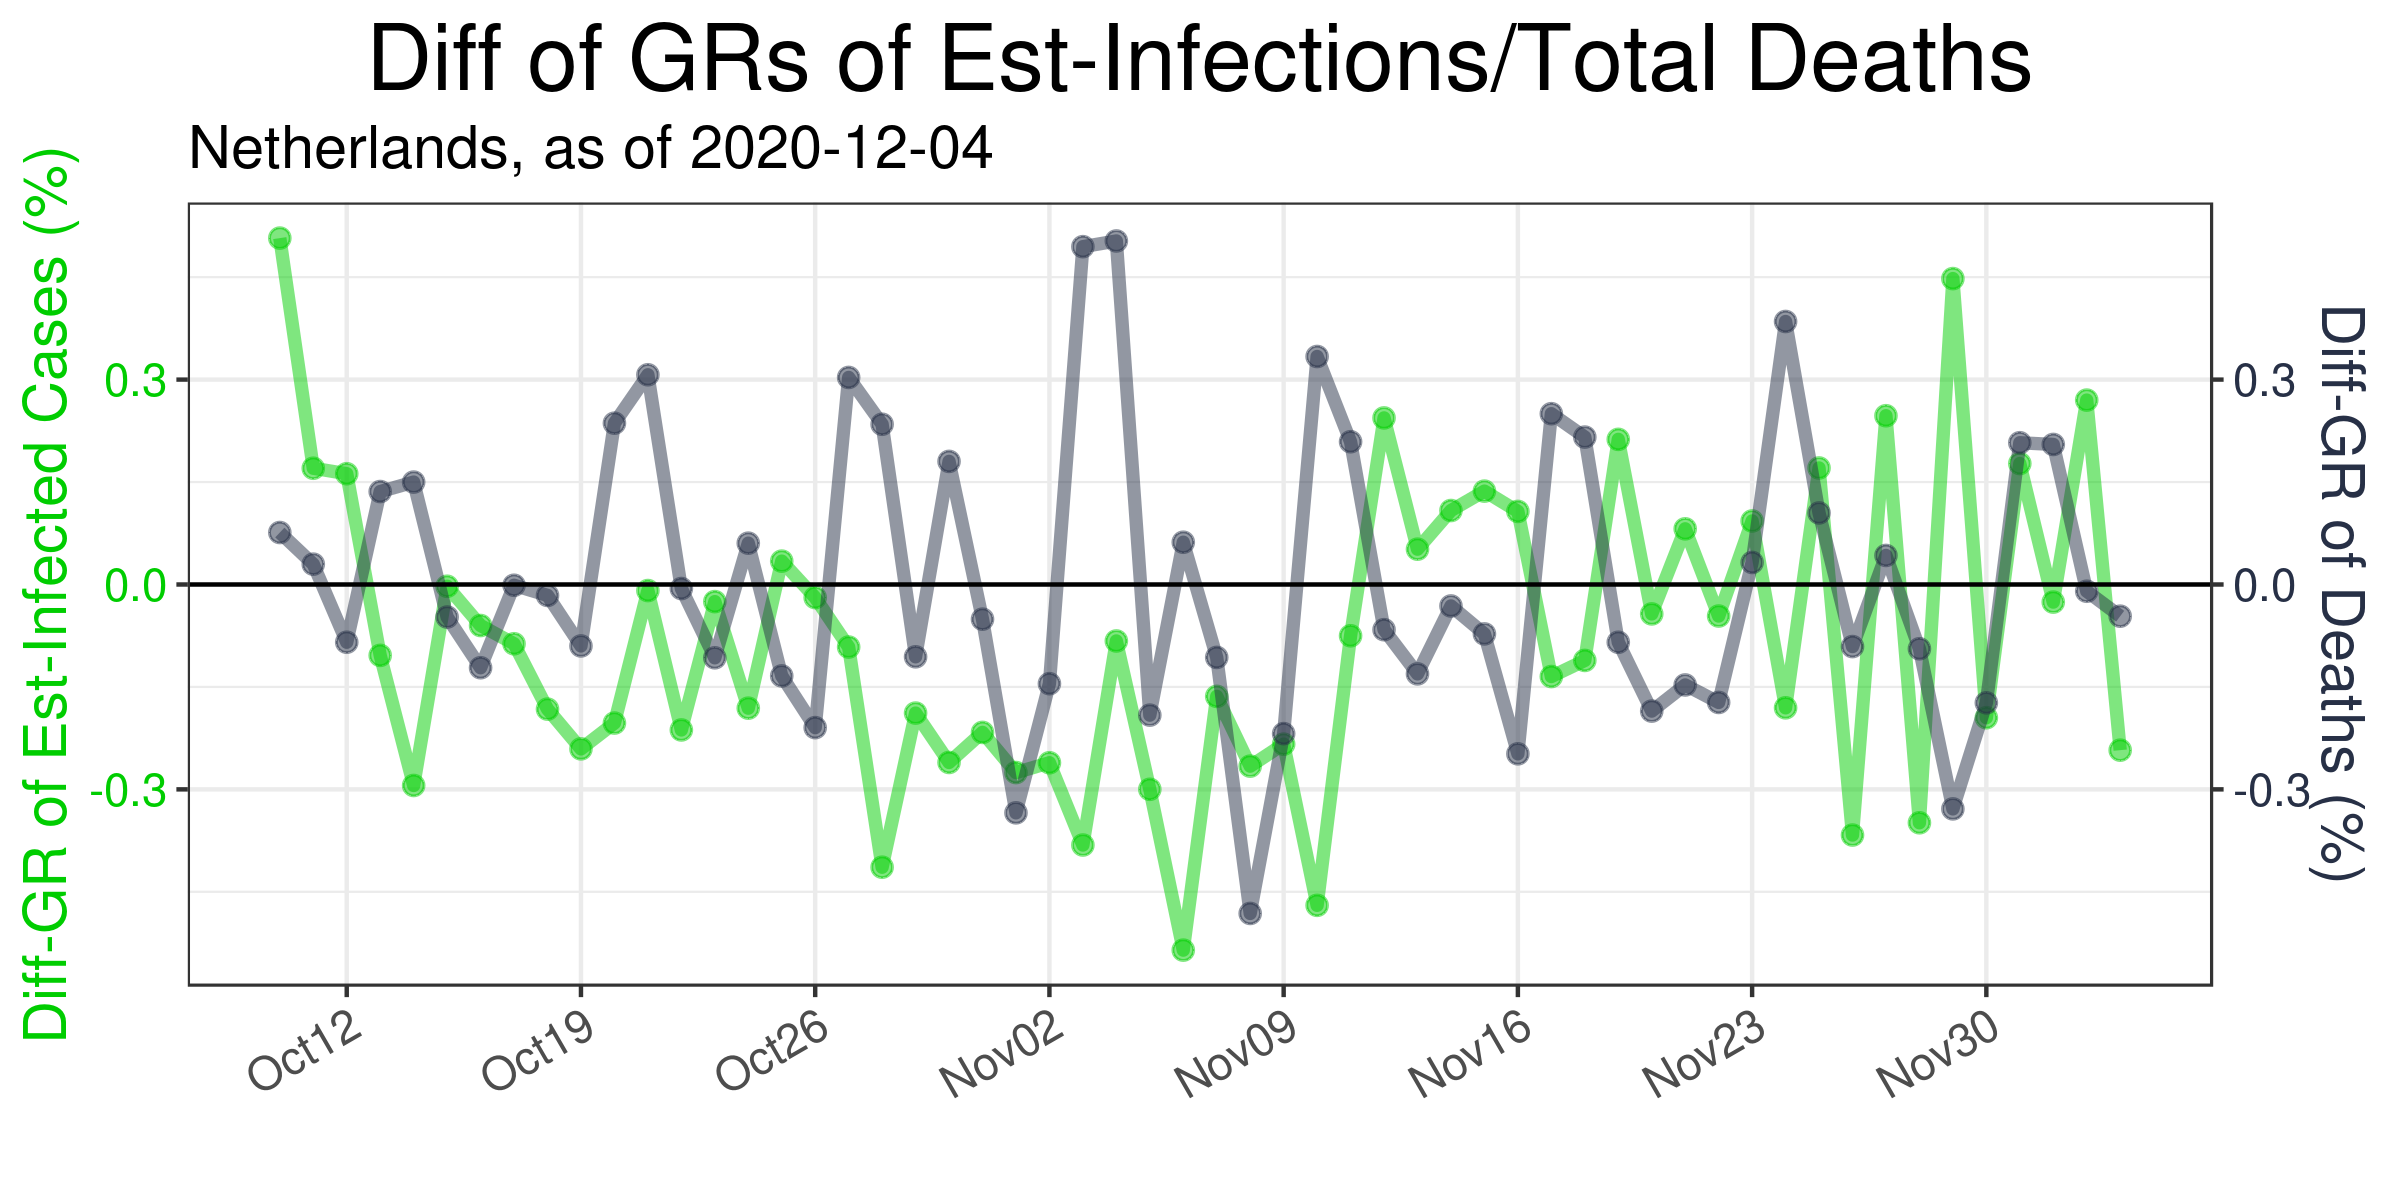 Diff of GRs of Est-Infections/Total Deaths
Netherlands, as of 2020-12-04
Diff-GR of Est-Infected Cases (%)
0.3
0.0
-0.3
0.3
0.0
-0.3
Diff-GR of Deaths (%)
Oct12
Oct19
Oct26
Nov02
Nov09
Nov16
Nov23
Nov30